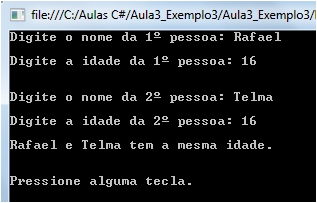 file:///C:/Aulas C#/Aula3_Exemplo3/Aula3_Exemplo3/
Digite o nome da 1º pessoa: Rafael
Digite a idade da 1º pessoa: 16
Digite o nome da 2º pessoa: Telma
Digite a idade da 2º pessoa: 16
Rafael e Telma tem a mesma idade.
Pressione alguma tecla.